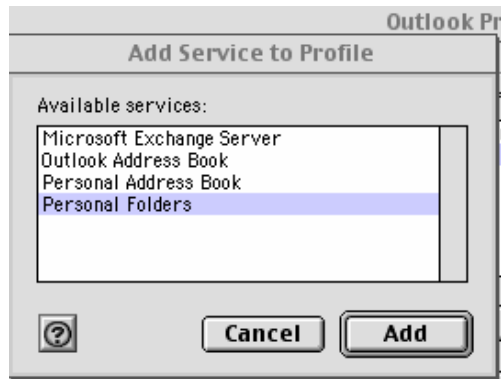 Outlook Pr
Add Service to Profile
Available services:
Microsoft Exchange Server
Outlook Address Book
Personal Address Book
Personal Folders
?
Cancel
Add